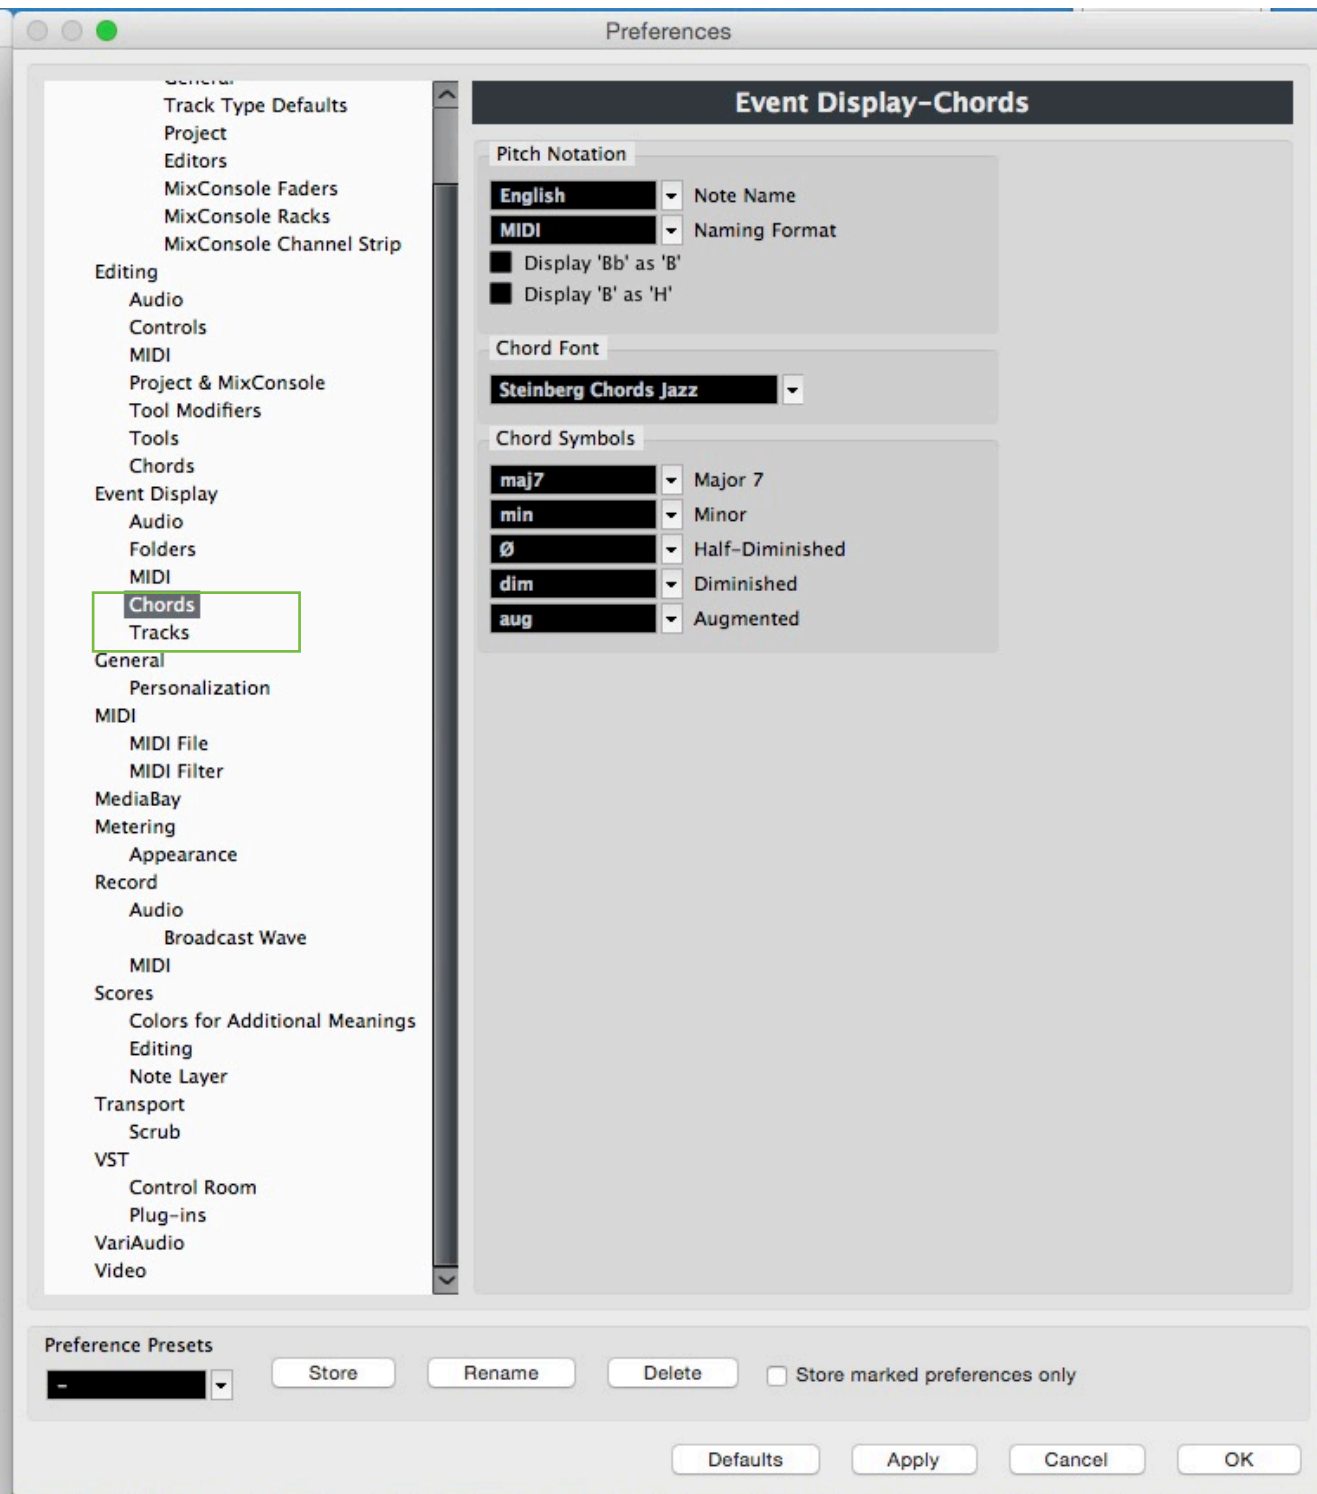 Preferences
General
Track Type Defaults
Project
Editors
MixConsole Faders
MixConsole Racks
MixConsole Channel Strip
Editing
Audio
Controls
MIDI
Project & MixConsole
Tool Modifiers
Tools
Chords
Event Display
Audio
Folders
MIDI
Chords
Tracks
General
Personalization
MIDI
MIDI File
MIDI Filter
MediaBay
Metering
Appearance
Record
Audio
Broadcast Wave
MIDI
Scores
Colors for Additional Meanings
Editing
Note Layer
Transport
Scrub
VST
Control Room
Plug-ins
VariAudio
Video
Event Display-Chords
Pitch Notation
English Note Name
MIDI Naming Format
Display 'Bb' as 'B'
Display 'B' as 'H'
Chord Font
Steinberg Chords Jazz
Chord Symbols
maj7 Major 7
min Minor
Ø Half-Diminished
dim Diminished
aug Augmented
Preference Presets
– Store Rename Delete Store marked preferences only
Defaults Apply Cancel OK